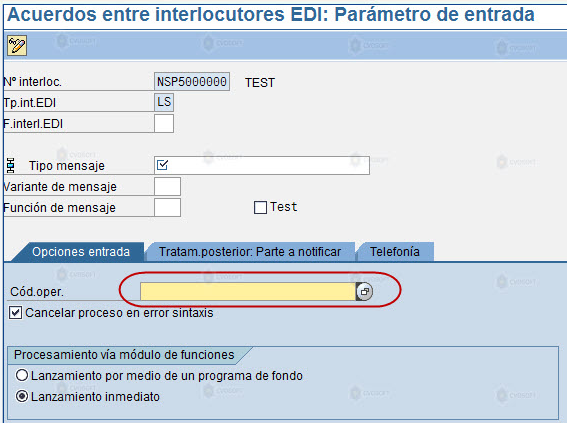 Acuerdos entre interlocutores EDI: Parámetro de entrada
Nº interloc. NSP5000000 TEST
Tp.int.EDI LS
F.interl.EDI
Tipo mensaje
Variante de mensaje
Función de mensaje Test
Opciones entrada Tratam.posterior: Parte a notificar Telefonía
Cód.oper.
Cancelar proceso en error sintaxis
Procesamiento vía módulo de funciones
Lanzamiento por medio de un programa de fondo
Lanzamiento inmediato